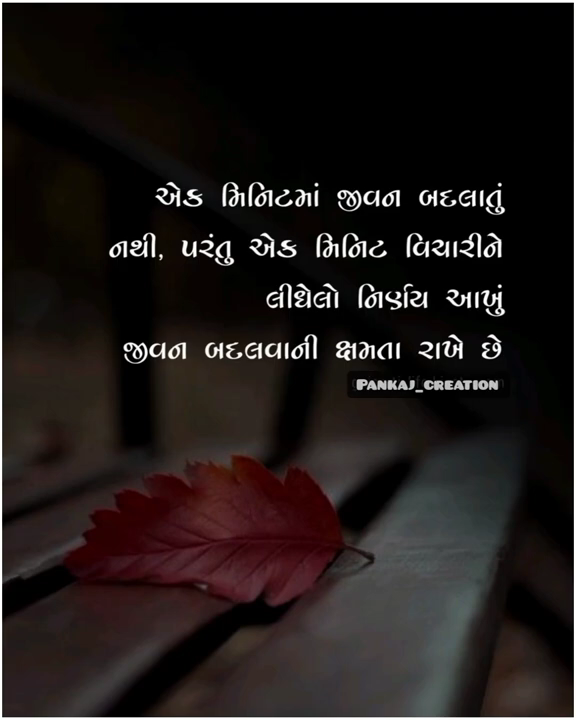 એક મિનિટમાં જીવન બદલાતું
નથી, પરંતુ એક મિનિટ વિચારીને
લીધેલો નિર્ણય આખું
જીવન બદલવાની ક્ષમતા રાખે છે
PANKAJ_CREATION